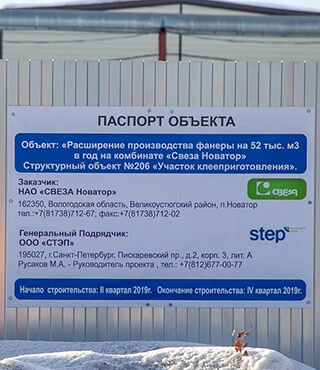 ПАСПОРТ ОБЪЕКТА
Объект: «Расширение производства фанеры на 52 тыс. м3
в год на комбинате «Свеза Новатор»
Структурный объект №206 «Участок клееприготовления».
Заказчик:
НАО «СВЕЗА Новатор»
СВЕЗА
162350, Вологодская область, Великоустюгский район, п.Новатор
тел.:+7(81738)712-67; факс:+7(81738)712-02
Генеральный Подрядчик:
ООО «СТЭП»
step
195027, г.Санкт-Петербург, Пискаревский пр., д.2, корп. 3, лит. А
Русаков М.А. - Руководитель проекта , тел.: +7(812)677-00-77
Начало строительства: II квартал 2019г. Окончание строительства: IV квартал 2019г.